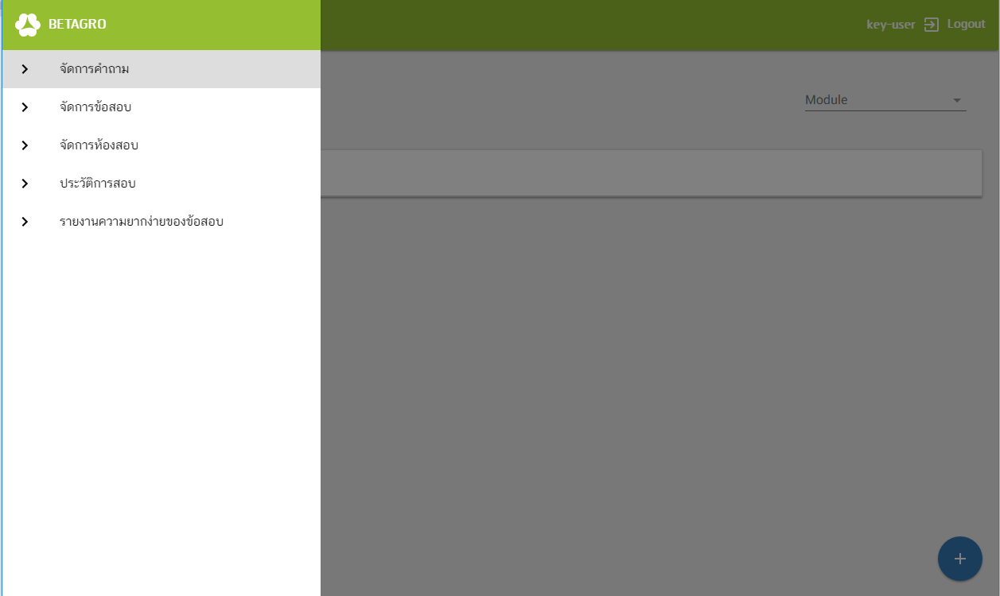 BETAGRO
key-user Logout
จัดการคำถาม
Module
จัดการข้อสอบ
จัดการห้องสอบ
ประวัติการสอบ
รายงานความยากง่ายของข้อสอบ